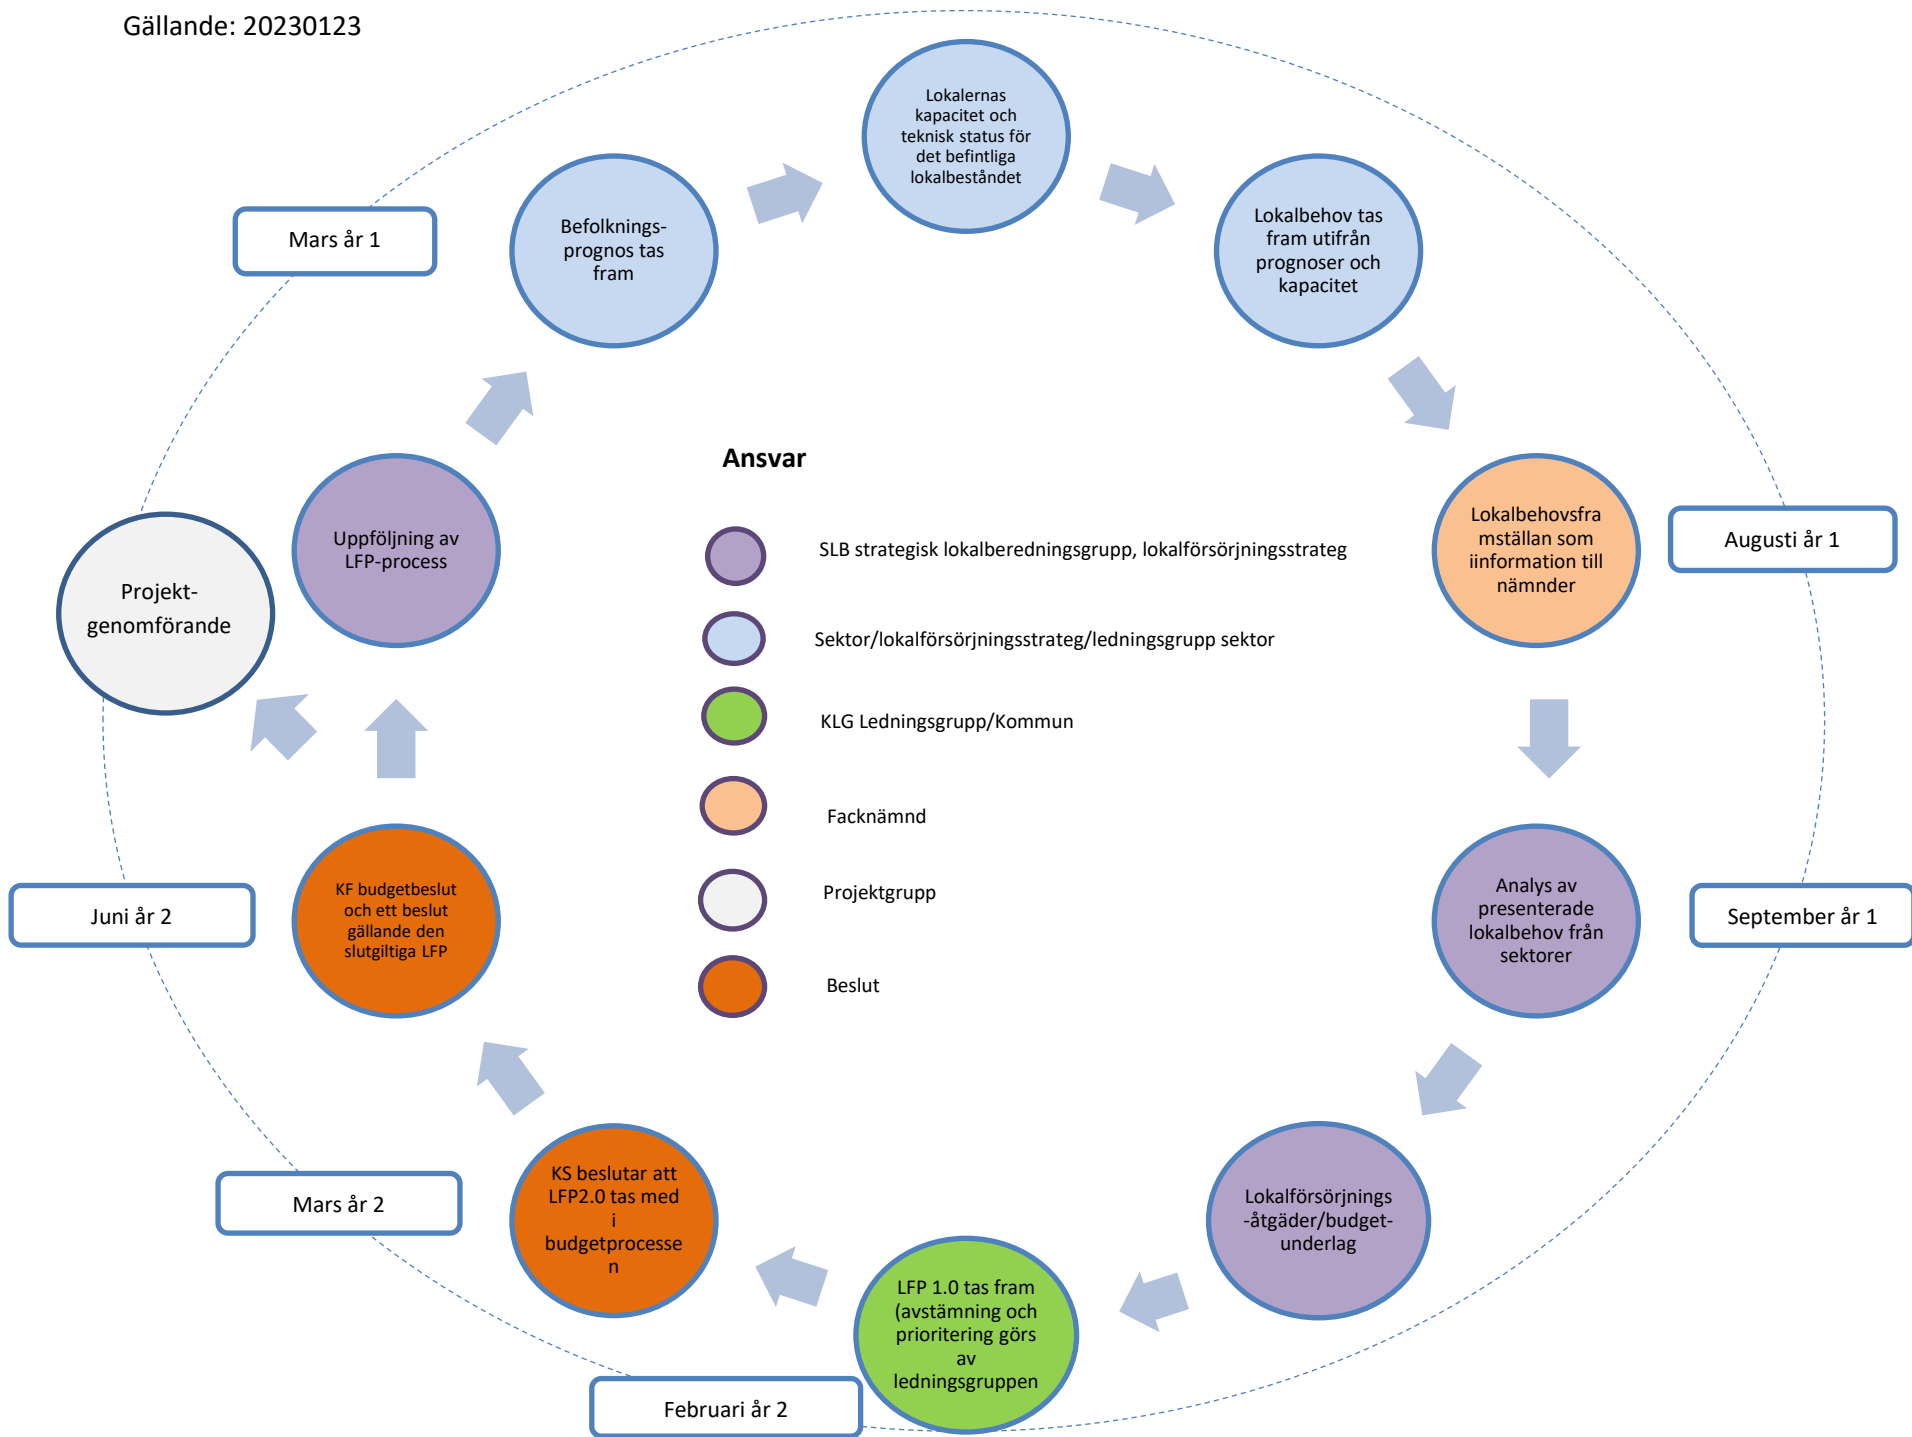 Gällande: 20230123
Lokalernas
kapacitet och
teknisk status för
det befintliga
lokalbeståndet
Mars år 1
Befolknings-
prognos tas
fram
Lokalbehov tas
fram utifrån
prognoser och
kapacitet
Ansvar
Uppföljning av
LFP-process
Projekt-
genomförande
Lokalbehovsfra
mställan som
iinformation till
nämnder
Augusti år 1
SLB strategisk lokalberedningsgrupp, lokalförsörjningsstrateg
Sektor/lokalförsörjningsstrateg/ledningsgrupp sektor
KLG Ledningsgrupp/Kommun
Facknämnd
Projektgrupp
Beslut
Juni år 2
KF budgetbeslut
och ett beslut
gällande den
slutgiltiga LFP
Analys av
presenterade
lokalbehov från
sektorer
September år 1
Mars år 2
KS beslutar att
LFP2.0 tas med
i
budgetprocesse
n
Lokalförsörjnings
-åtgäder/budget-
underlag
LFP 1.0 tas fram
(avstämning och
prioritering görs
av
ledningsgruppen
Februari år 2